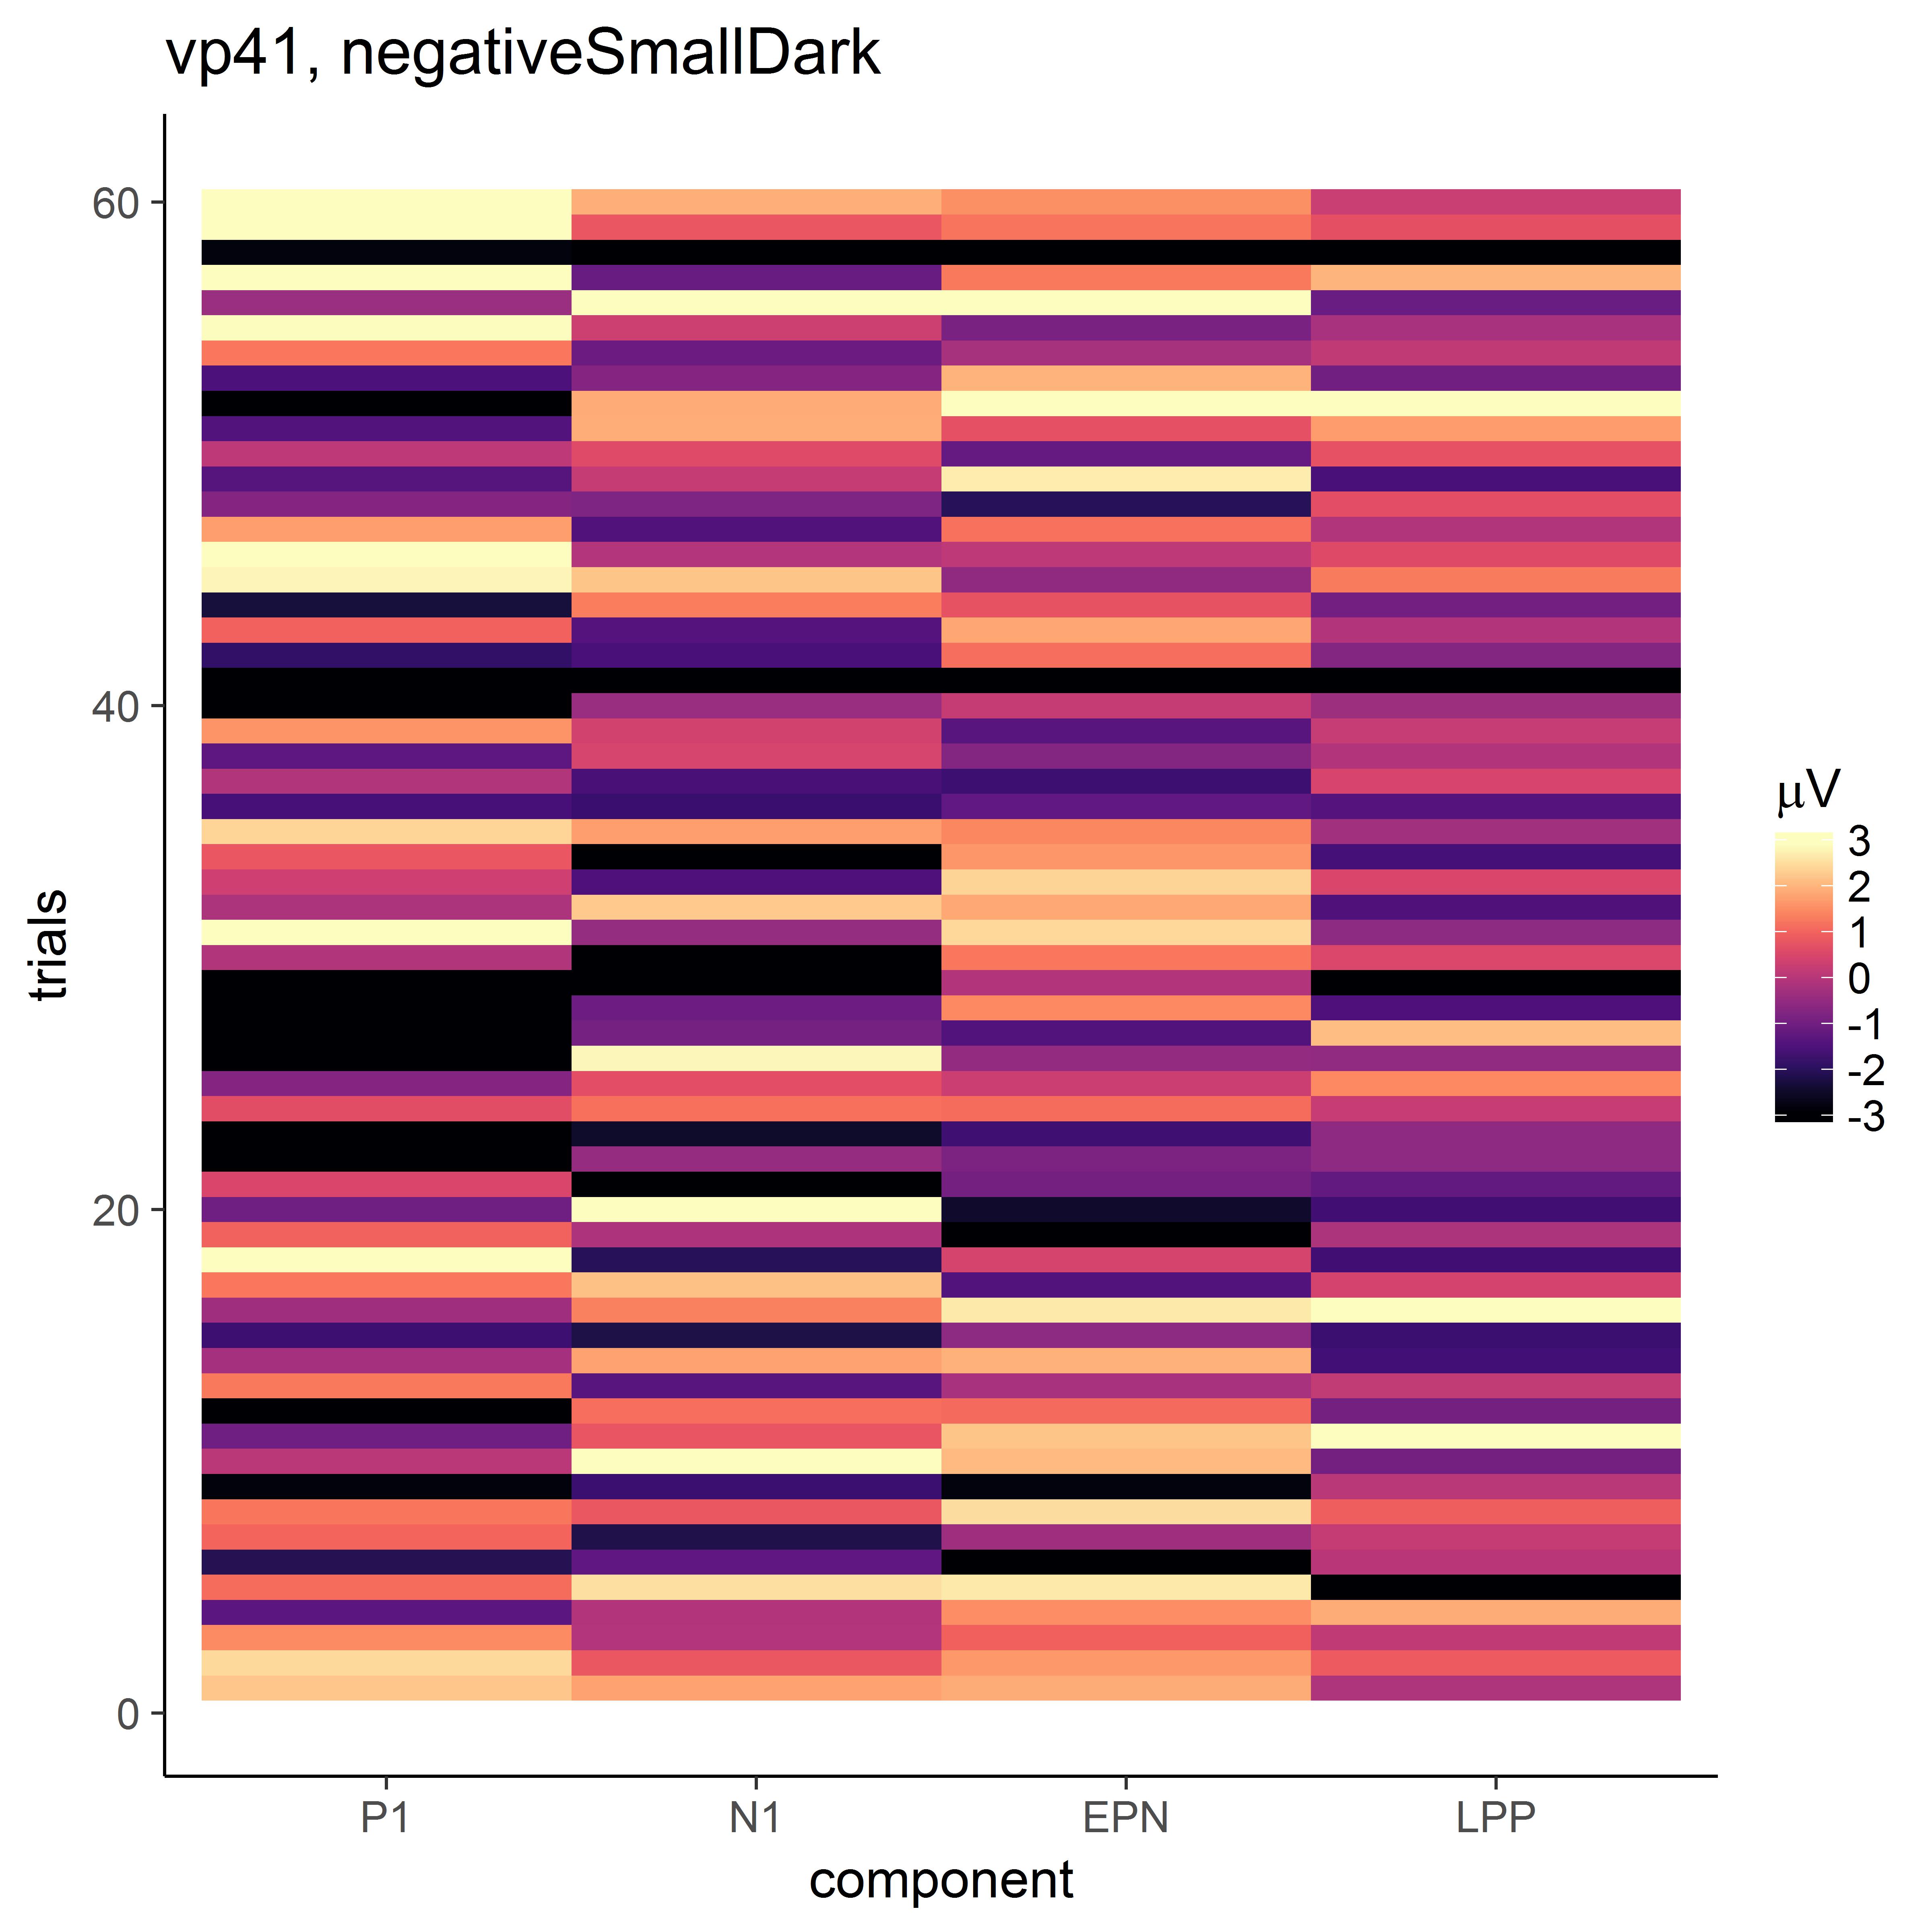 vp41, negativeSmallDark
60
40
20
0
trials
P1 N1 EPN LPP
component
µV
3
2
1
0
-1
-2
-3